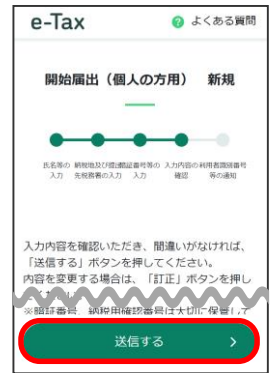 e-Tax
? よくある質問
開始届出（個人の方用） 新規
氏名等の 納税地及び提出 暗証番号等の 入力内容の 利用者識別番号
入力 先税務署の入力 入力 確認 等の通知
入力内容を確認いただき、間違いがなければ、
「送信する」ボタンを押してください。
内容を変更する場合は、「訂正」ボタンを押し
※暗証番号、納税用確認番号は大切に保管して
送信する >